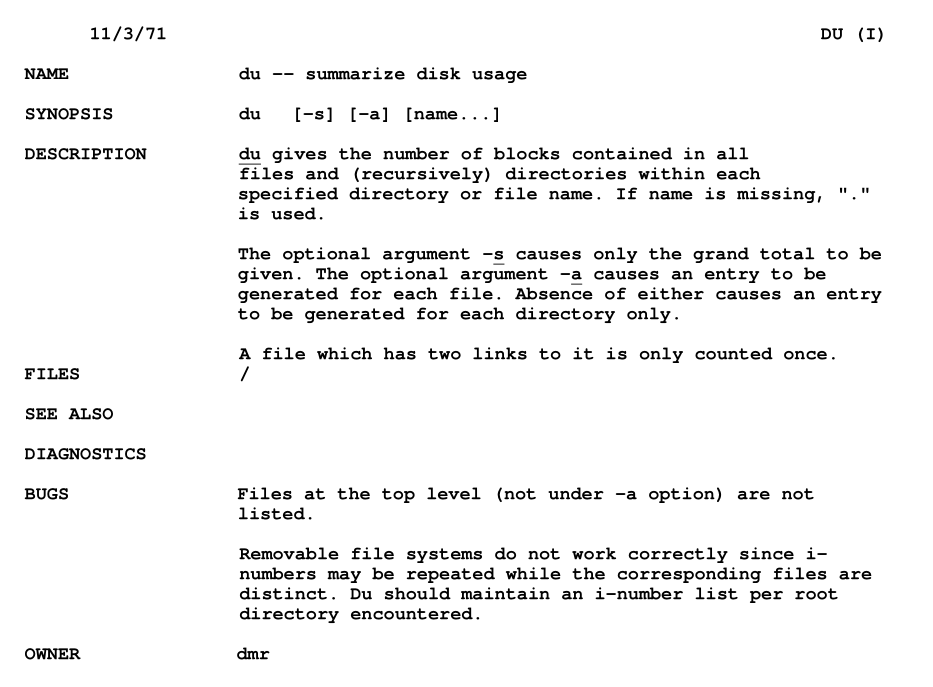 11/3/71 DU (I)
NAME du -- summarize disk usage
SYNOPSIS du [-s] [-a] [name...]
DESCRIPTION du gives the number of blocks contained in all
files and (recursively) directories within each
specified directory or file name. If name is missing, "."
is used.
The optional argument -s causes only the grand total to be
given. The optional argument -a causes an entry to be
generated for each file. Absence of either causes an entry
to be generated for each directory only.
A file which has two links to it is only counted once.
FILES /
SEE ALSO
DIAGNOSTICS
BUGS Files at the top level (not under -a option) are not
listed.
Removable file systems do not work correctly since i-
numbers may be repeated while the corresponding files are
distinct. Du should maintain an i-number list per root
directory encountered.
OWNER dmr